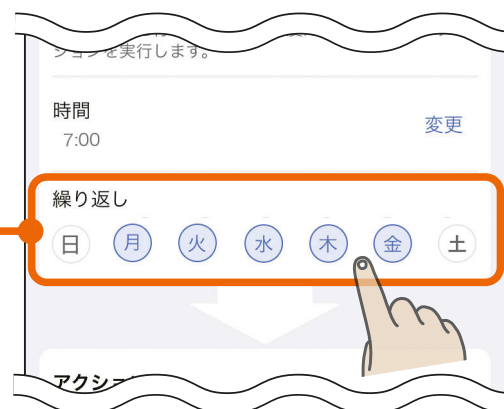 ションを実行します。
時間
7:00
変更
繰り返し
日 月 火 水 木 金 土
アクショ